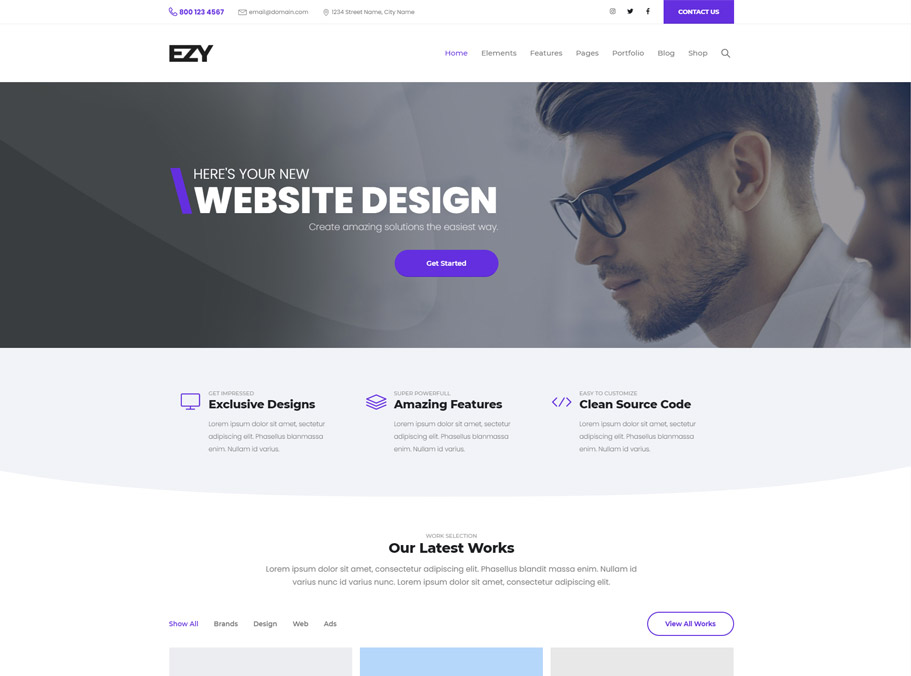 800 123 4567 email@domain.com 1234 Street Name, City Name CONTACT US
EZY
Home Elements Features Pages Portfolio Blog Shop
HERE'S YOUR NEW
WEBSITE DESIGN
Create amazing solutions the easiest way.
Get Started
GET IMPRESSED
Exclusive Designs
Lorem ipsum dolor sit amet, sectetur
adipiscing elit. Phasellus blanmassa
enim. Nullam id varius.
SUPER POWERFULL
Amazing Features
Lorem ipsum dolor sit amet, sectetur
adipiscing elit. Phasellus blanmassa
enim. Nullam id varius.
EASY TO CUSTOMIZE
Clean Source Code
Lorem ipsum dolor sit amet, sectetur
adipiscing elit. Phasellus blanmassa
enim. Nullam id varius.
WORK SELECTION
Our Latest Works
Lorem ipsum dolor sit amet, consectetur adipiscing elit. Phasellus blandit massa enim. Nullam id
varius nunc id varius nunc. Lorem ipsum dolor sit amet, consectetur adipiscing elit.
Show All Brands Design Web Ads View All Works